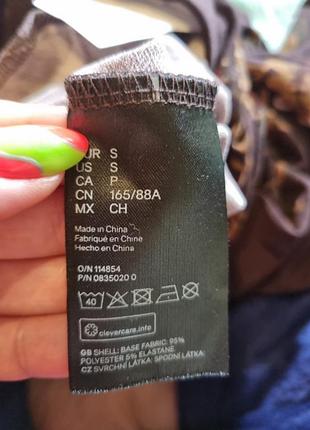 UR S
US S
CA P
CN 165/88A
MX CH
Made in China
Fabriqué en Chine
Hecho en China
O/N 114854
P/N 0835020 0
40
clevercare.info
GB SHELL: BASE FABRIC: 95%
POLYESTER 5% ELASTANE
CZ SVRCHNÍ LÁTKA: SPODNÍ LÁTKA: